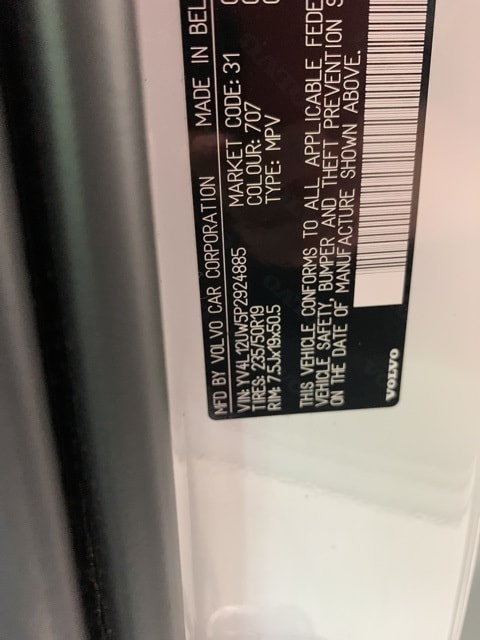 MFD BY VOLVO CAR CORPORATION MADE IN BEL
VIN: YV4L12UW5P2924885 MARKET CODE: 31
TIRES: 235/50R19 COLOUR: 707
RIM: 7.5Jx19x50.5 TYPE: MPV
THIS VEHICLE CONFORMS TO ALL APPLICABLE FEDE
VEHICLE SAFETY, BUMPER AND THEFT PREVENTION S
ON THE DATE OF MANUFACTURE SHOWN ABOVE.
VOLVO